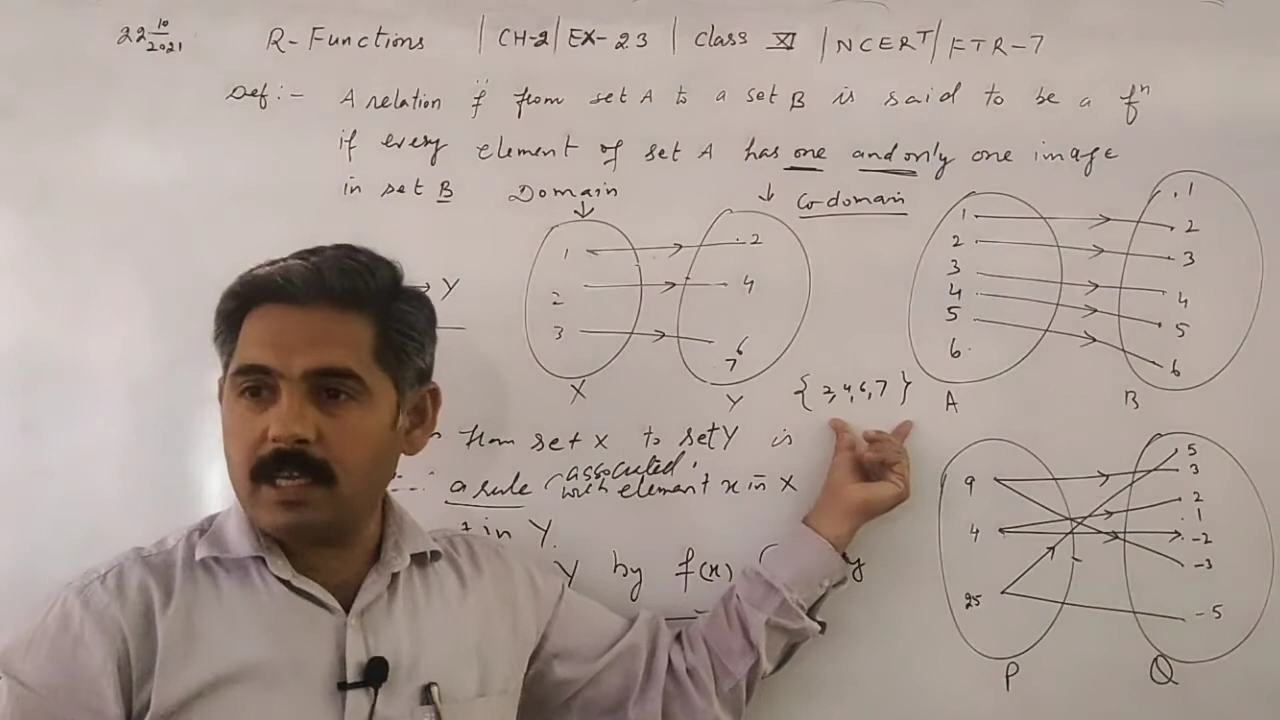 22 10/2021 R-Functions | CH-2 | EX-2.3 | Class XI | NCERT | FTR-7
Def:- A relation f from set A to a set B is said to be a fn
if every element of set A has one and only one image
in set B
Domain ↓
↓ Co-domain
→ Y
1
2
3
X
2
4
6
7
Y
{2,4,6,7}
1
2
3
4
5
6
A
1
2
3
4
5
6
B
from set X to set Y is
a rule associated
with element x in X
in Y.
Y by f(x)
y
9
4
25
P
5
3
2
1
-2
-3
-5
Q